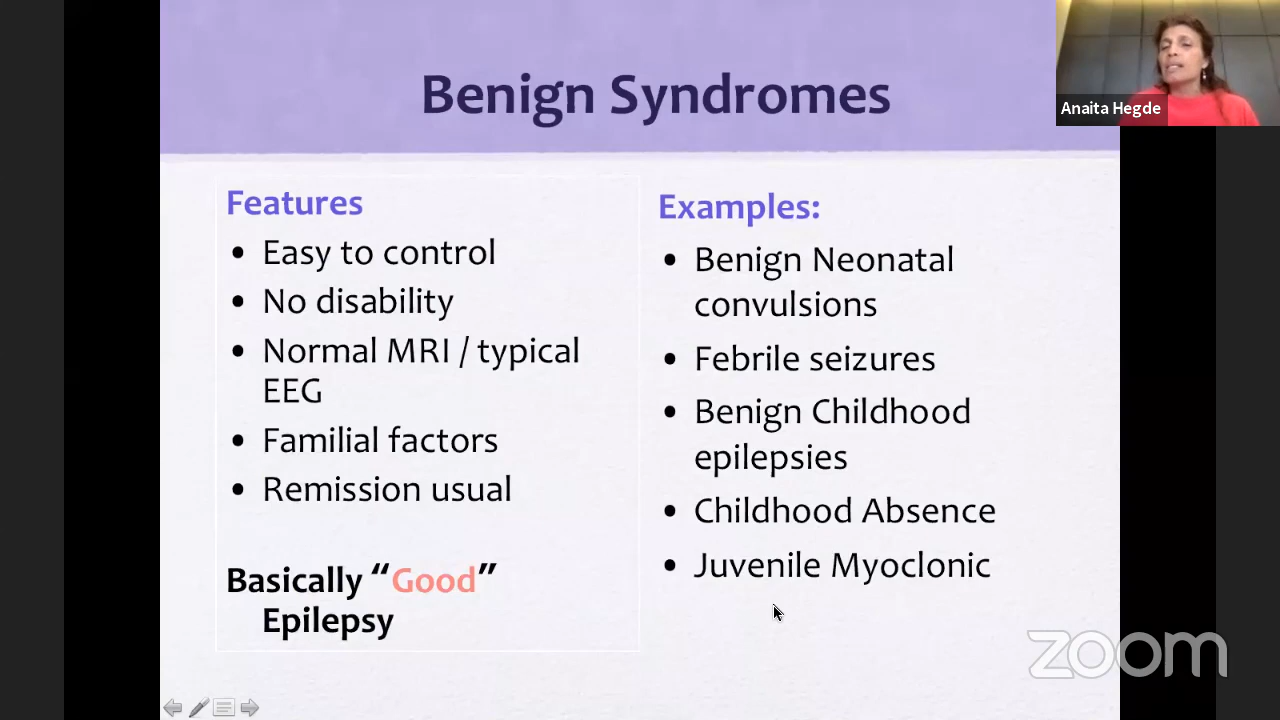 Benign Syndromes
Anaita Hegde
Features
• Easy to control
• No disability
• Normal MRI / typical
EEG
• Familial factors
• Remission usual
Basically “Good”
Epilepsy
Examples:
• Benign Neonatal
convulsions
• Febrile seizures
• Benign Childhood
epilepsies
• Childhood Absence
• Juvenile Myoclonic
zoom